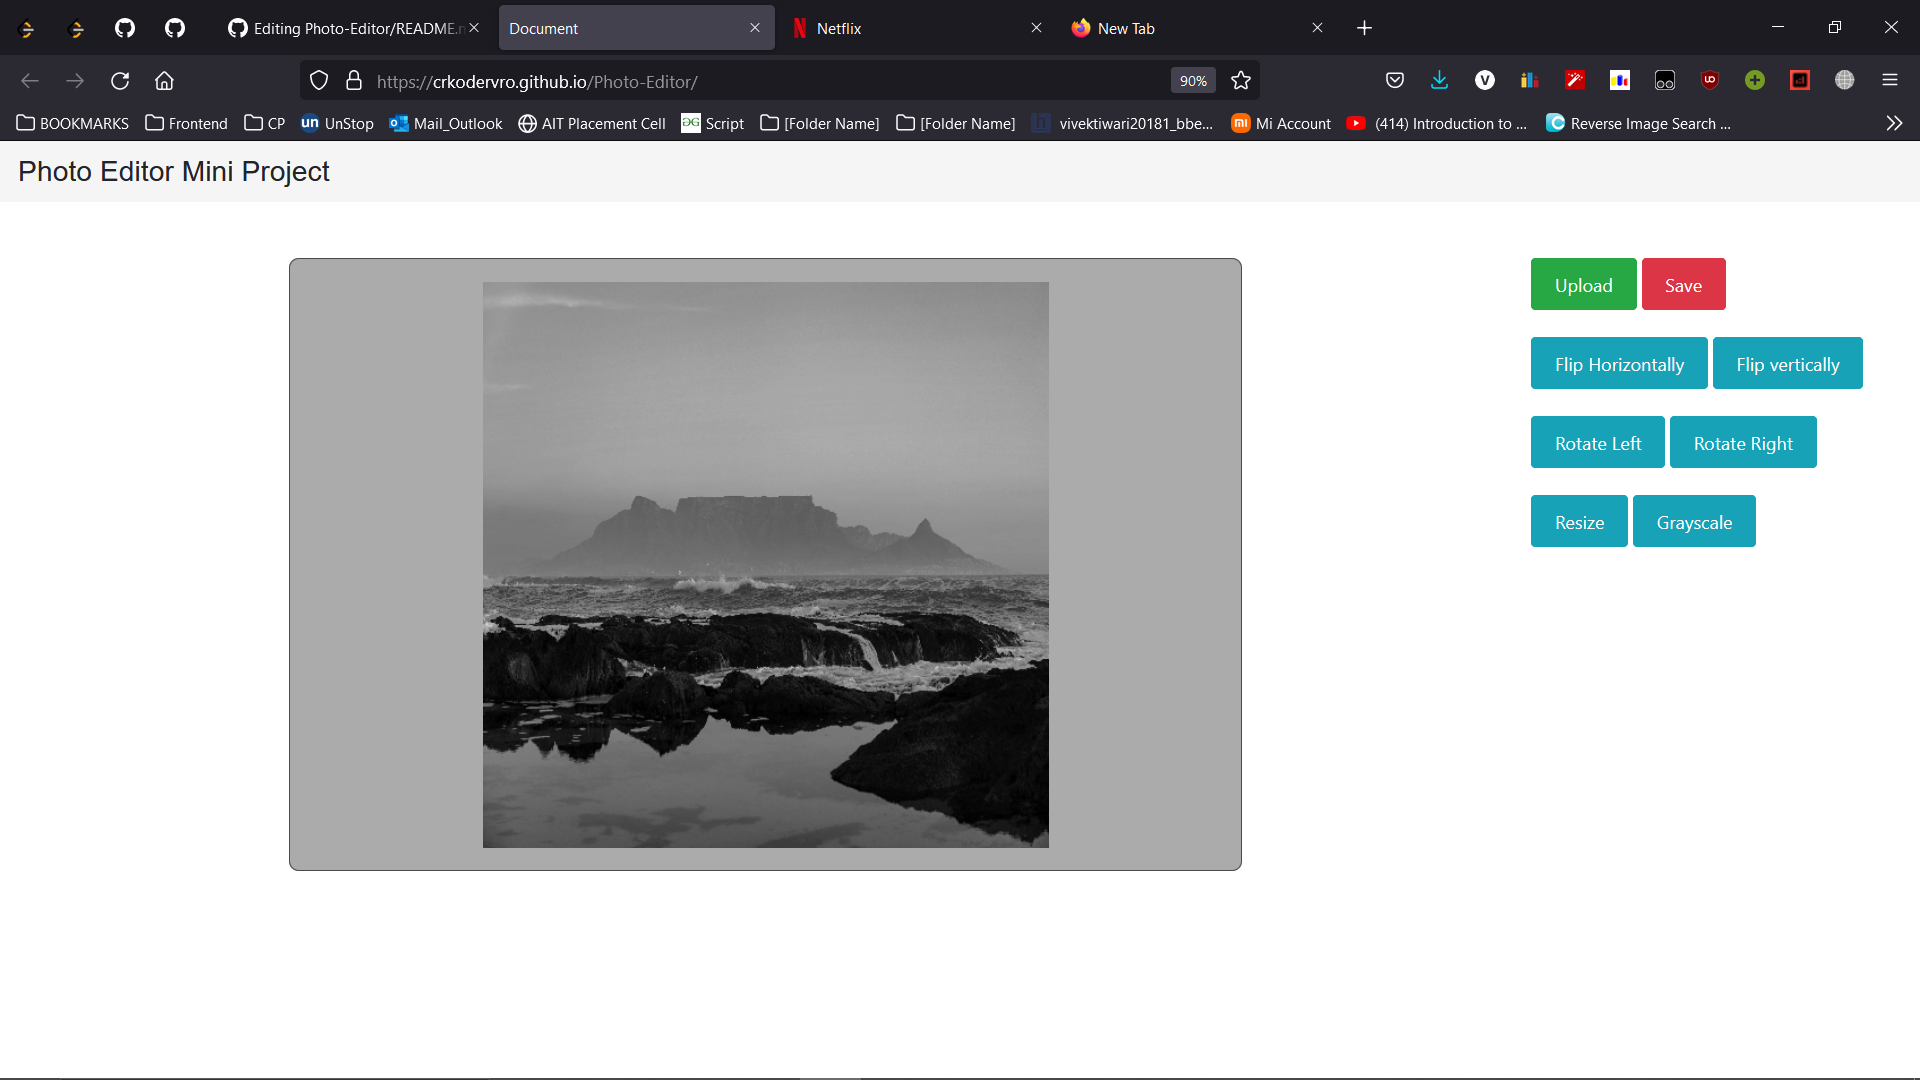 Editing Photo-Editor/README.
Document
Netflix
New Tab
https://crkodervro.github.io/Photo-Editor/
90%
BOOKMARKS
Frontend
CP
UnStop
Mail_Outlook
AIT Placement Cell
Script
[Folder Name]
[Folder Name]
vivektiwari20181_bbe...
Mi Account
(414) Introduction to ...
Reverse Image Search ...
Photo Editor Mini Project
Upload
Save
Flip Horizontally
Flip vertically
Rotate Left
Rotate Right
Resize
Grayscale